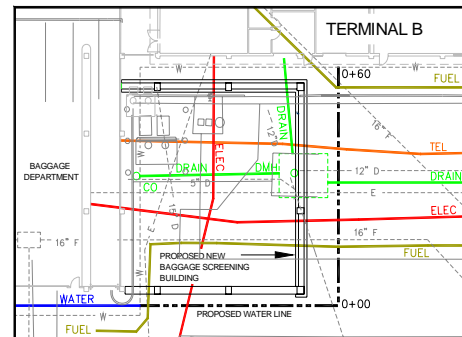 TERMINAL B
0+60
FUEL
W
W
16" F
ELEC
12" D
DRAIN
TEL
BAGGAGE
DEPARTMENT
DRAIN
DMH
12" D
DRAIN
CO
5" D
E
15" D
ELEC
16" F
E
16" F
FUEL
PROPOSED NEW
BAGGAGE SCREENING
BUILDING
WATER
0+00
W
PROPOSED WATER LINE
FUEL